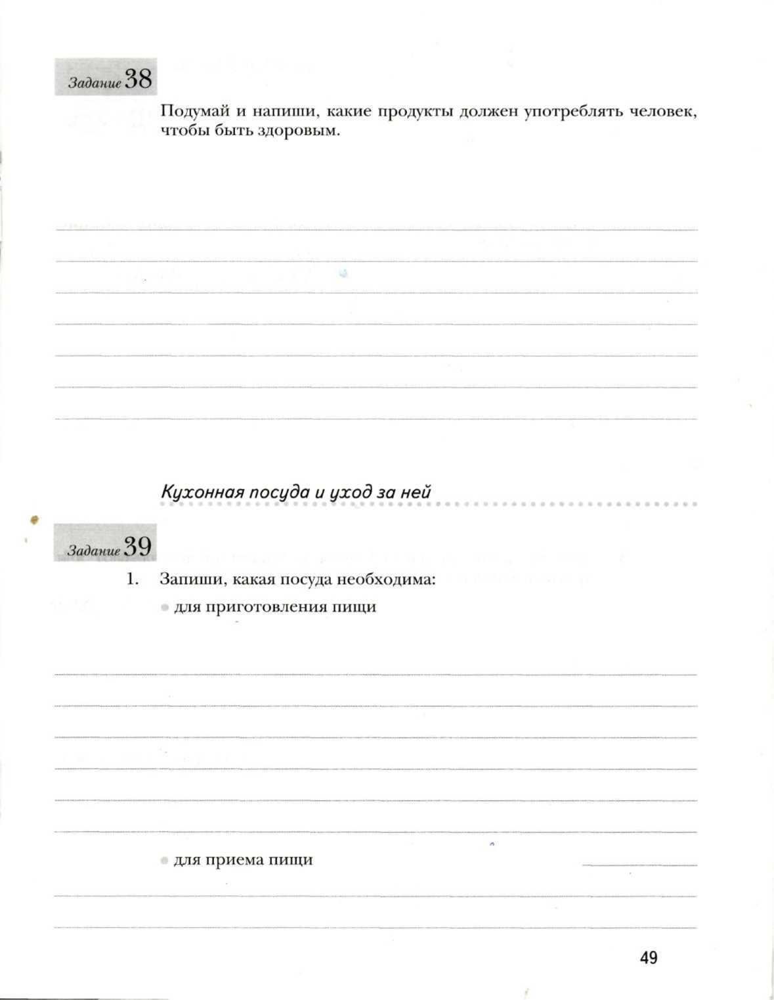 Задание 38
Подумай и напиши, какие продукты должен употреблять человек,
чтобы быть здоровым.
Кухонная посуда и уход за ней
Задание 39
1. Запиши, какая посуда необходима:
для приготовления пищи
для приема пищи
49